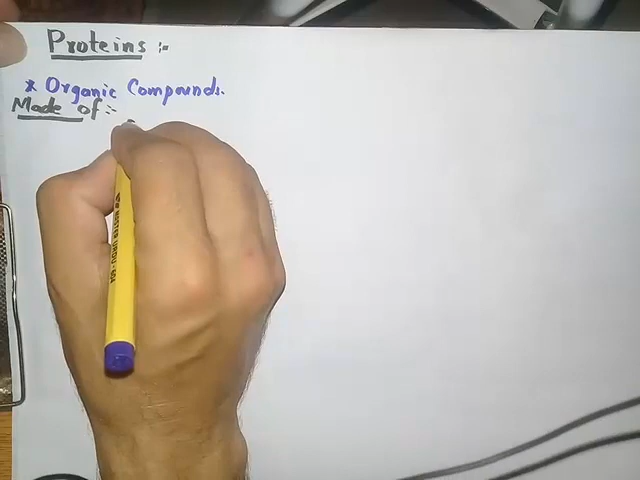 Proteins :-
* Organic Compounds.
Made of :-